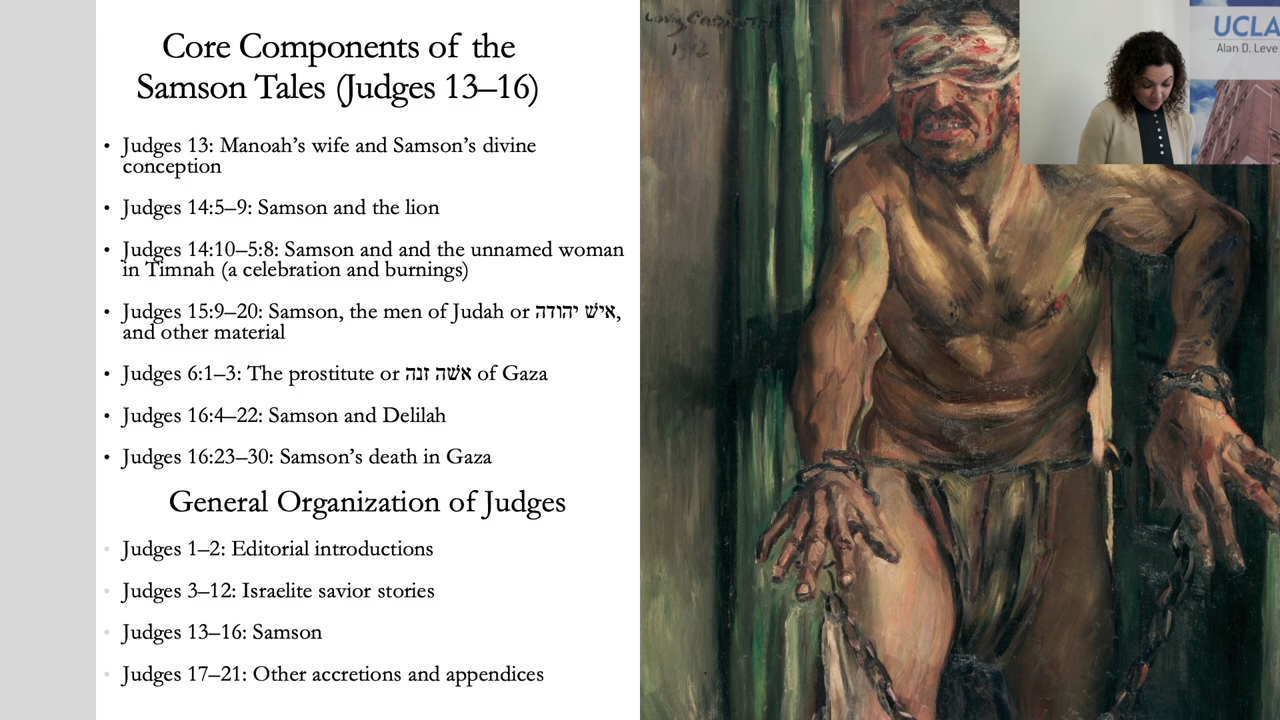 Core Components of the
Samson Tales (Judges 13–16)
• Judges 13: Manoah’s wife and Samson’s divine
conception
• Judges 14:5–9: Samson and the lion
• Judges 14:10–5:8: Samson and and the unnamed woman
in Timnah (a celebration and burnings)
• Judges 15:9–20: Samson, the men of Judah or איש יהודה,
and other material
• Judges 6:1–3: The prostitute or אשה זנה of Gaza
• Judges 16:4–22: Samson and Delilah
• Judges 16:23–30: Samson’s death in Gaza
General Organization of Judges
• Judges 1–2: Editorial introductions
• Judges 3–12: Israelite savior stories
• Judges 13–16: Samson
• Judges 17–21: Other accretions and appendices
1912
UCLA
Alan D. Leve